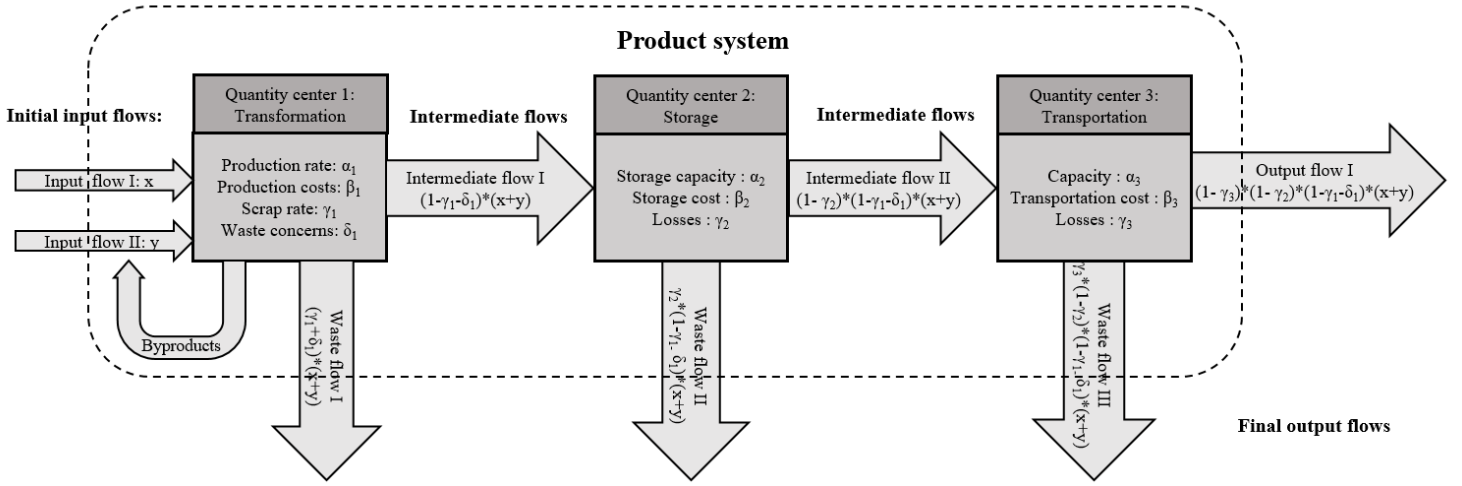 Product system
Initial input flows:
Input flow I: x
Input flow II: y
Byproducts
Quantity center 1:
Transformation
Production rate: α₁
Production costs: β₁
Scrap rate: γ₁
Waste concerns: δ₁
Waste flow I
(γ₁+δ₁)*(x+y)
Intermediate flows
Intermediate flow I
(1-γ₁-δ₁)*(x+y)
Quantity center 2:
Storage
Storage capacity : α₂
Storage cost : β₂
Losses : γ₂
Waste flow II
γ₂*(1-γ₁- δ₁)*(x+y)
Intermediate flows
Intermediate flow II
(1- γ₂)*(1-γ₁-δ₁)*(x+y)
Quantity center 3:
Transportation
Capacity : α₃
Transportation cost : β₃
Losses : γ₃
Waste flow III
γ₃*(1-γ₂)*(1-γ₁-δ₁)*(x+y)
Output flow I
(1- γ₃)*(1- γ₂)*(1-γ₁-δ₁)*(x+y)
Final output flows